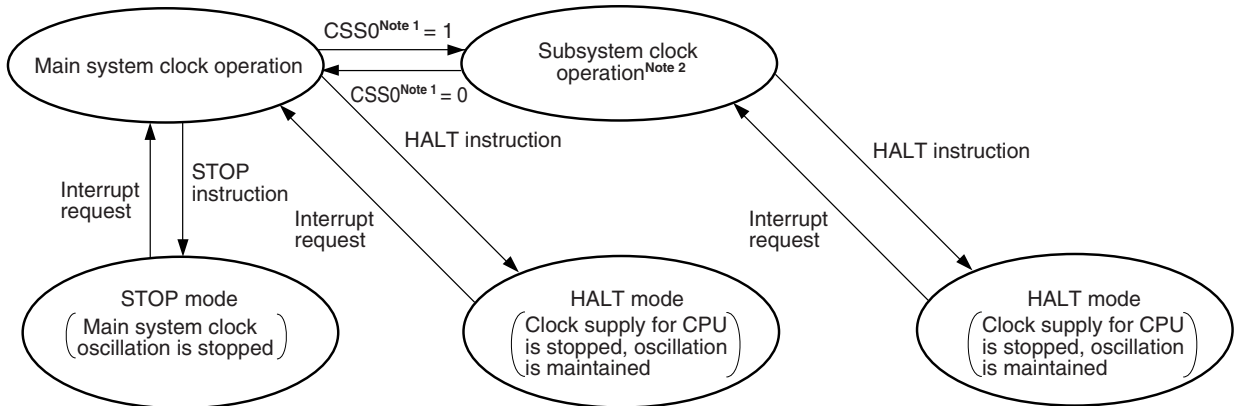 CSS0Note 1 = 1
Main system clock operation
Subsystem clock
operationNote 2
CSS0Note 1 = 0
HALT instruction
HALT instruction
Interrupt
request
STOP
instruction
Interrupt
request
Interrupt
request
STOP mode
Main system clock
oscillation is stopped
HALT mode
Clock supply for CPU
is stopped, oscillation
is maintained
HALT mode
Clock supply for CPU
is stopped, oscillation
is maintained